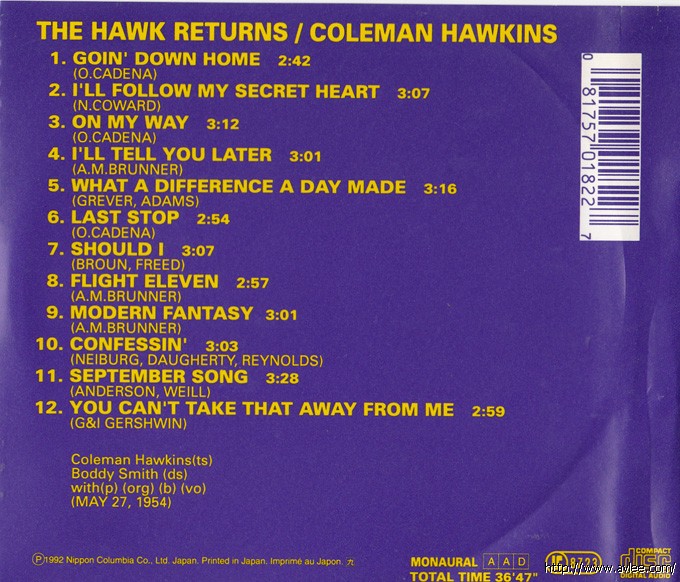 THE HAWK RETURNS / COLEMAN HAWKINS
1. GOIN' DOWN HOME 2:42
(O.CADENA)
2. I'LL FOLLOW MY SECRET HEART 3:07
(N.COWARD)
3. ON MY WAY 3:12
(O.CADENA)
4. I'LL TELL YOU LATER 3:01
(A.M.BRUNNER)
5. WHAT A DIFFERENCE A DAY MADE 3:16
(GREVER, ADAMS)
6. LAST STOP 2:54
(O.CADENA)
7. SHOULD I 3:07
(BROUN, FREED)
8. FLIGHT ELEVEN 2:57
(A.M.BRUNNER)
9. MODERN FANTASY 3:01
(A.M.BRUNNER)
10. CONFESSIN' 3:03
(NEIBURG, DAUGHERTY, REYNOLDS)
11. SEPTEMBER SONG 3:28
(ANDERSON, WEILL)
12. YOU CAN'T TAKE THAT AWAY FROM ME 2:59
(G&I GERSHWIN)
Coleman Hawkins(ts)
Boddy Smith (ds)
with(p) (org) (b) (vo)
(MAY 27, 1954)
Ⓟ1992 Nippon Columbia Co., Ltd. Japan. Printed in Japan. Imprimé au Japon. 九
MONAURAL A A D
TOTAL TIME 36'47"
0 81757 01822 7
COMPACT
disc
DIGITAL AUDIO
http://www.avlee.com/